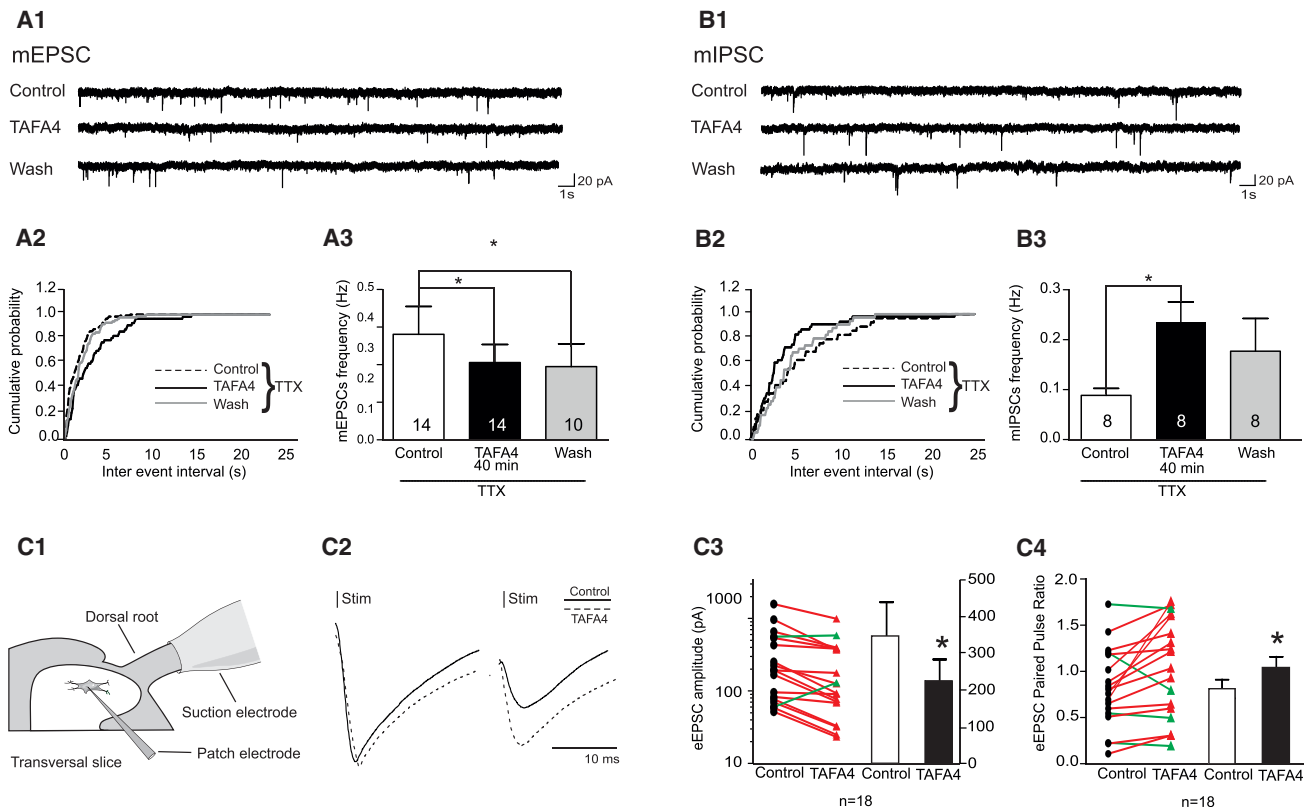 A1
mEPSC
Control
TAFA4
Wash
20 pA
1s
B1
mIPSC
Control
TAFA4
Wash
20 pA
1s
A2
Cumulative probability
1.2
1.0
0.8
0.6
0.4
1.2
0.0
Control
TAFA4
Wash
} TTX
0 5 10 15 20 25
Inter event interval (s)
A3
*
*
mEPSCs frequency (Hz)
0.5
0.4
0.3
0.2
0.2
0.0
14 14 10
Control TAFA4 Wash
40 min
TTX
B2
Cumulative probability
1.2
1.0
0.8
0.6
0.4
1.2
0.0
Control
TAFA4
Wash
} TTX
0 5 10 15 20 25
Inter event interval (s)
B3
*
mIPSCs frequency (Hz)
0.3
0.2
0.1
0.0
8 8 8
Control TAFA4 Wash
40 min
TTX
C1
Dorsal root
Suction electrode
Patch electrode
Transversal slice
C2
Stim
Stim
Control
TAFA4
10 ms
C3
eEPSC amplitude (pA)
1000
100
10
500
400
300
200
100
0
*
Control TAFA4 Control TAFA4
n=18
C4
eEPSC Paired Pulse Ratio
2.0
1.5
1.0
0.5
0.0
*
Control TAFA4 Control TAFA4
n=18